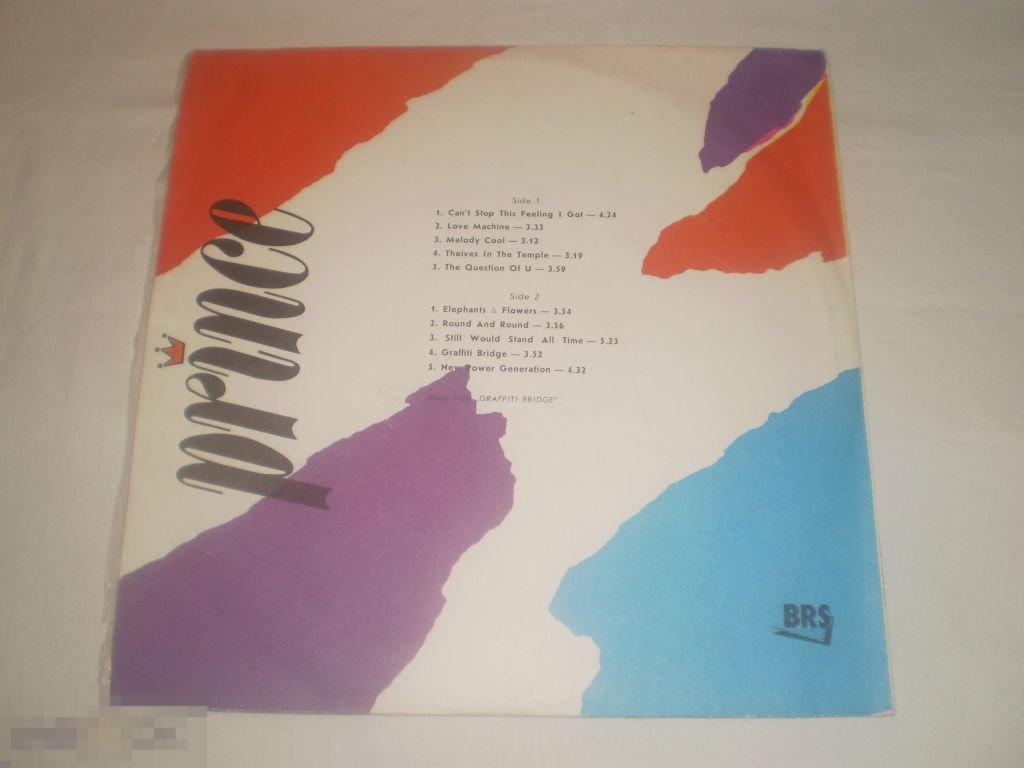 prince
Side 1
1. Can't Stop This Feeling I Got — 4.24
2. Love Machine — 3.33
3. Melody Cool — 3.12
4. Theives In The Temple — 3.19
5. The Question Of U — 3.59
Side 2
1. Elephants & Flowers — 3.54
2. Round And Round — 3.56
3. Still Would Stand All Time — 5.23
4. Graffiti Bridge — 3.52
5. New Power Generation — 4.32
Music from „GRAFFITI BRIDGE"
BRS